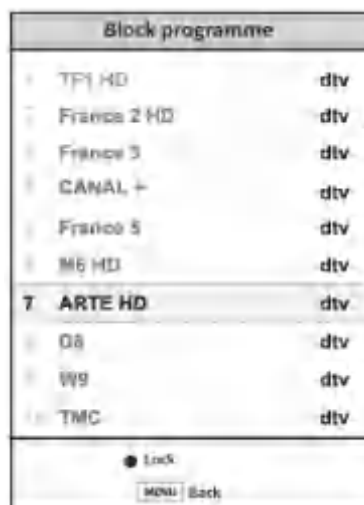 Block programme
TF1 HD dtv
France 2 HD dtv
France 3 dtv
CANAL + dtv
France 5 dtv
M6 HD dtv
7 ARTE HD dtv
D8 dtv
W9 dtv
TMC dtv
Lock
MENU Back